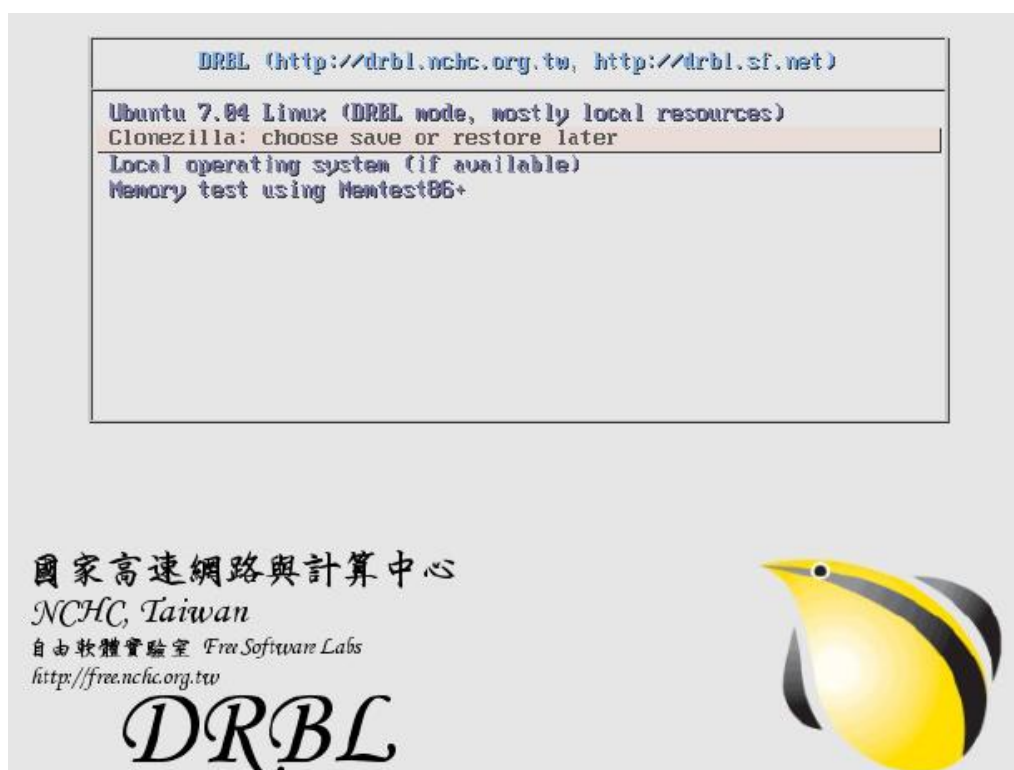 DRBL (http://drbl.nchc.org.tw, http://drbl.sf.net)
Ubuntu 7.04 Linux (DRBL mode, mostly local resources)
Clonezilla: choose save or restore later
Local operating system (if available)
Memory test using Memtest86+
國家高速網路與計算中心
NCHC, Taiwan
自由軟體實驗室 Free Software Labs
http://free.nchc.org.tw
DRBL